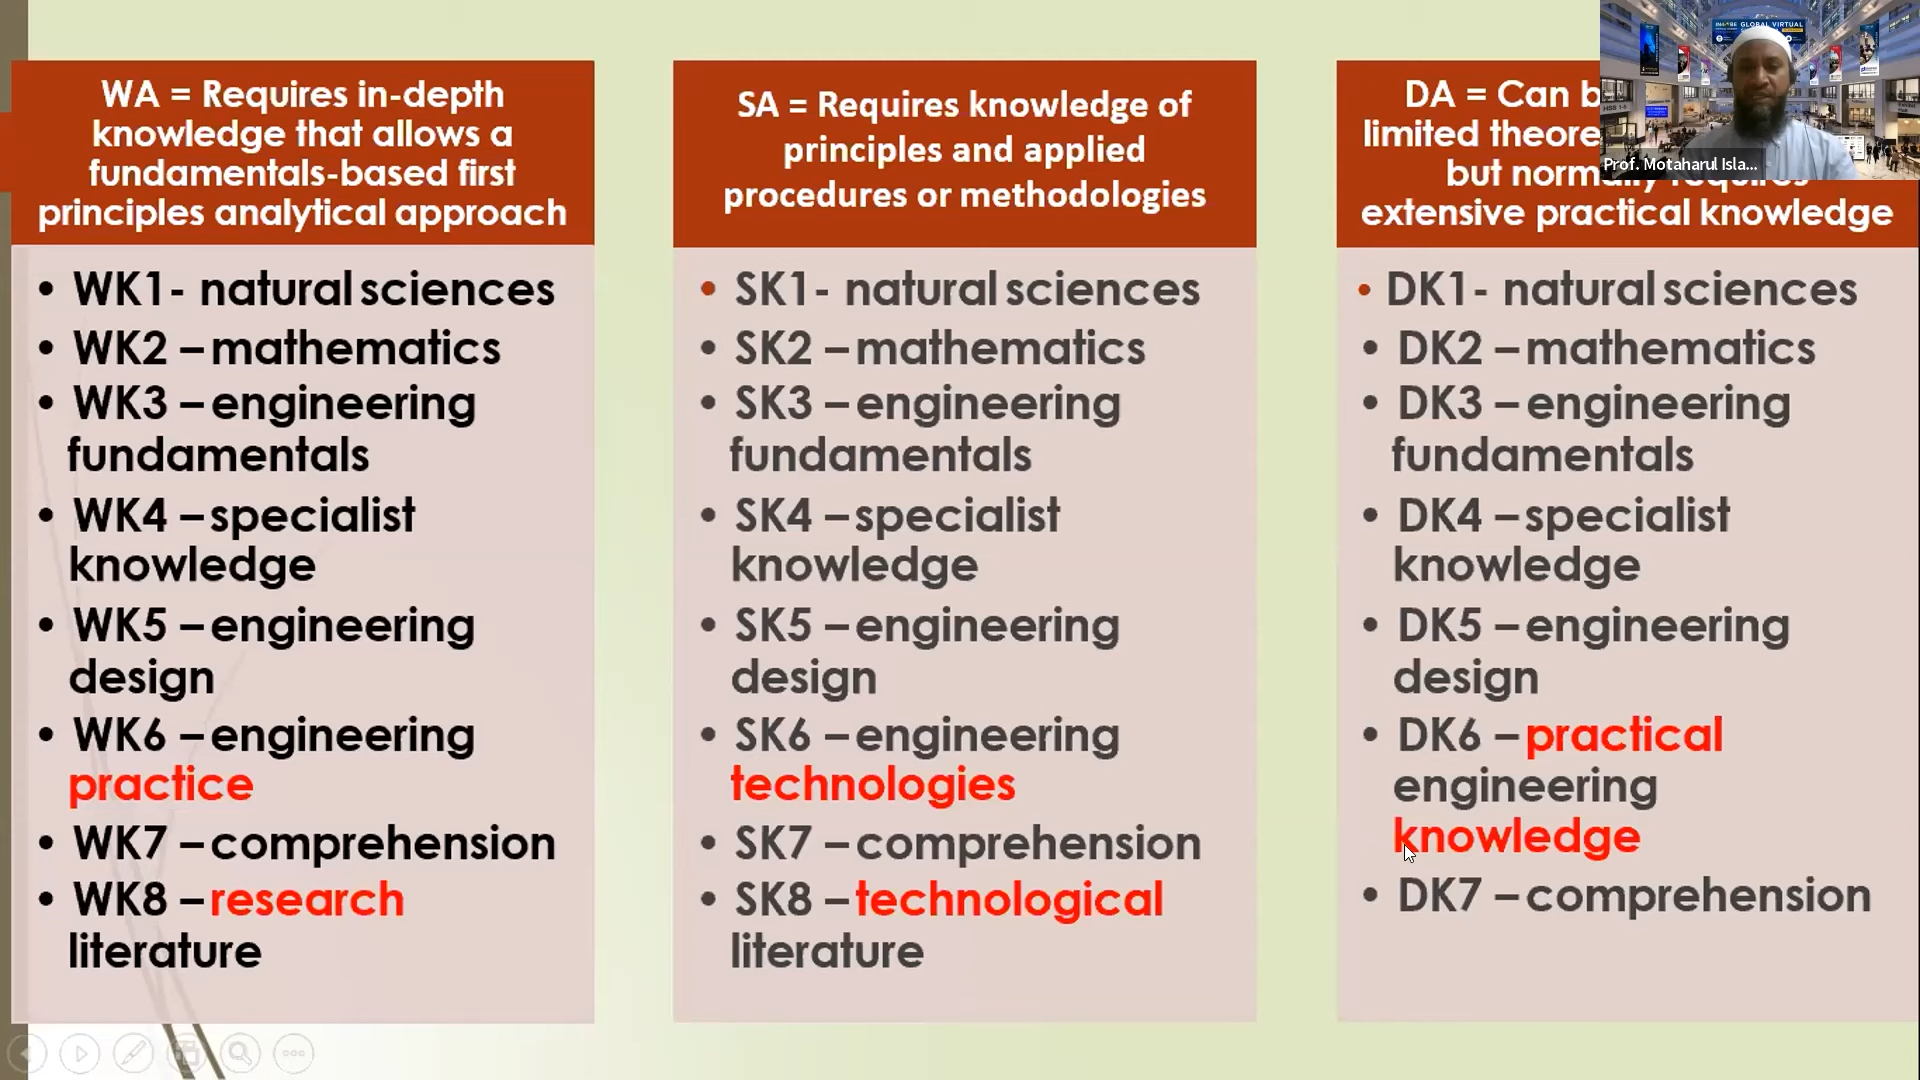 WA = Requires in-depth
knowledge that allows a
fundamentals-based first
principles analytical approach
• WK1- natural sciences
• WK2 – mathematics
• WK3 – engineering
fundamentals
• WK4 – specialist
knowledge
• WK5 – engineering
design
• WK6 – engineering
practice
• WK7 – comprehension
• WK8 – research
literature
SA = Requires knowledge of
principles and applied
procedures or methodologies
• SK1- natural sciences
• SK2 – mathematics
• SK3 – engineering
fundamentals
• SK4 – specialist
knowledge
• SK5 – engineering
design
• SK6 – engineering
technologies
• SK7 – comprehension
• SK8 – technological
literature
DA = Can b
limited theore
but normally requires
extensive practical knowledge
• DK1- natural sciences
• DK2 – mathematics
• DK3 – engineering
fundamentals
• DK4 – specialist
knowledge
• DK5 – engineering
design
• DK6 – practical
engineering
knowledge
• DK7 – comprehension
GLOBAL VIRTUAL
Prof. Motaharul Isla...